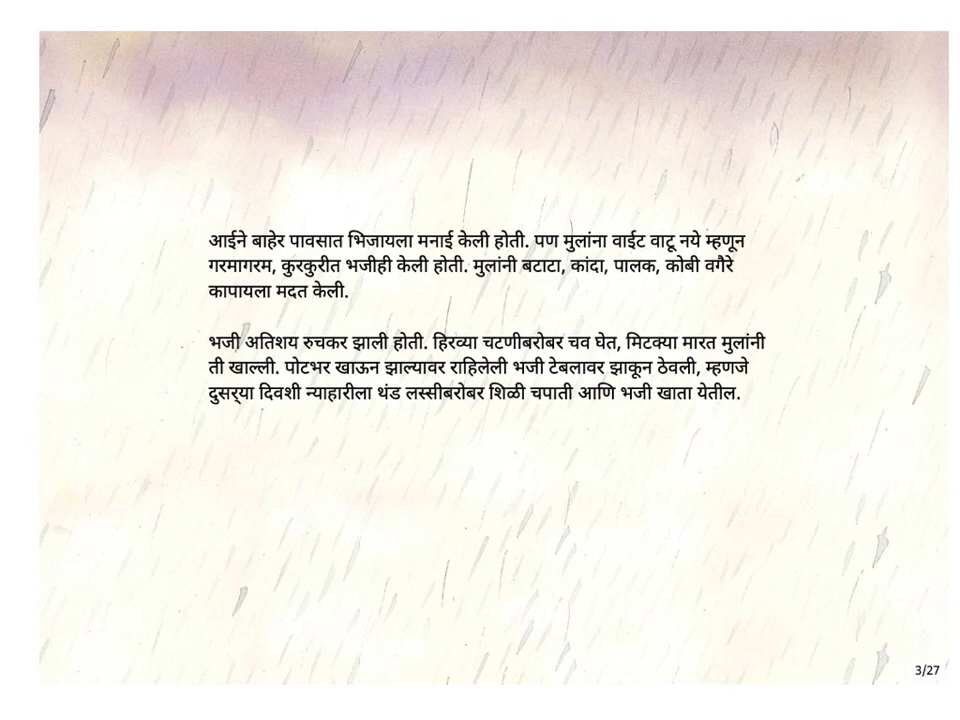 आईने बाहेर पावसात भिजायला मनाई केली होती. पण मुलांना वाईट वाटू नये म्हणून
गरमागरम, कुरकुरीत भजीही केली होती. मुलांनी बटाटा, कांदा, पालक, कोबी वगैरे
कापायला मदत केली.
भजी अतिशय रुचकर झाली होती. हिरव्या चटणीबरोबर चव घेत, मिटक्या मारत मुलांनी
ती खाल्ली. पोटभर खाऊन झाल्यावर राहिलेली भजी टेबलावर झाकून ठेवली, म्हणजे
दुसऱ्या दिवशी न्याहारीला थंड लस्सीबरोबर शिळी चपाती आणि भजी खाता येतील.
3/27